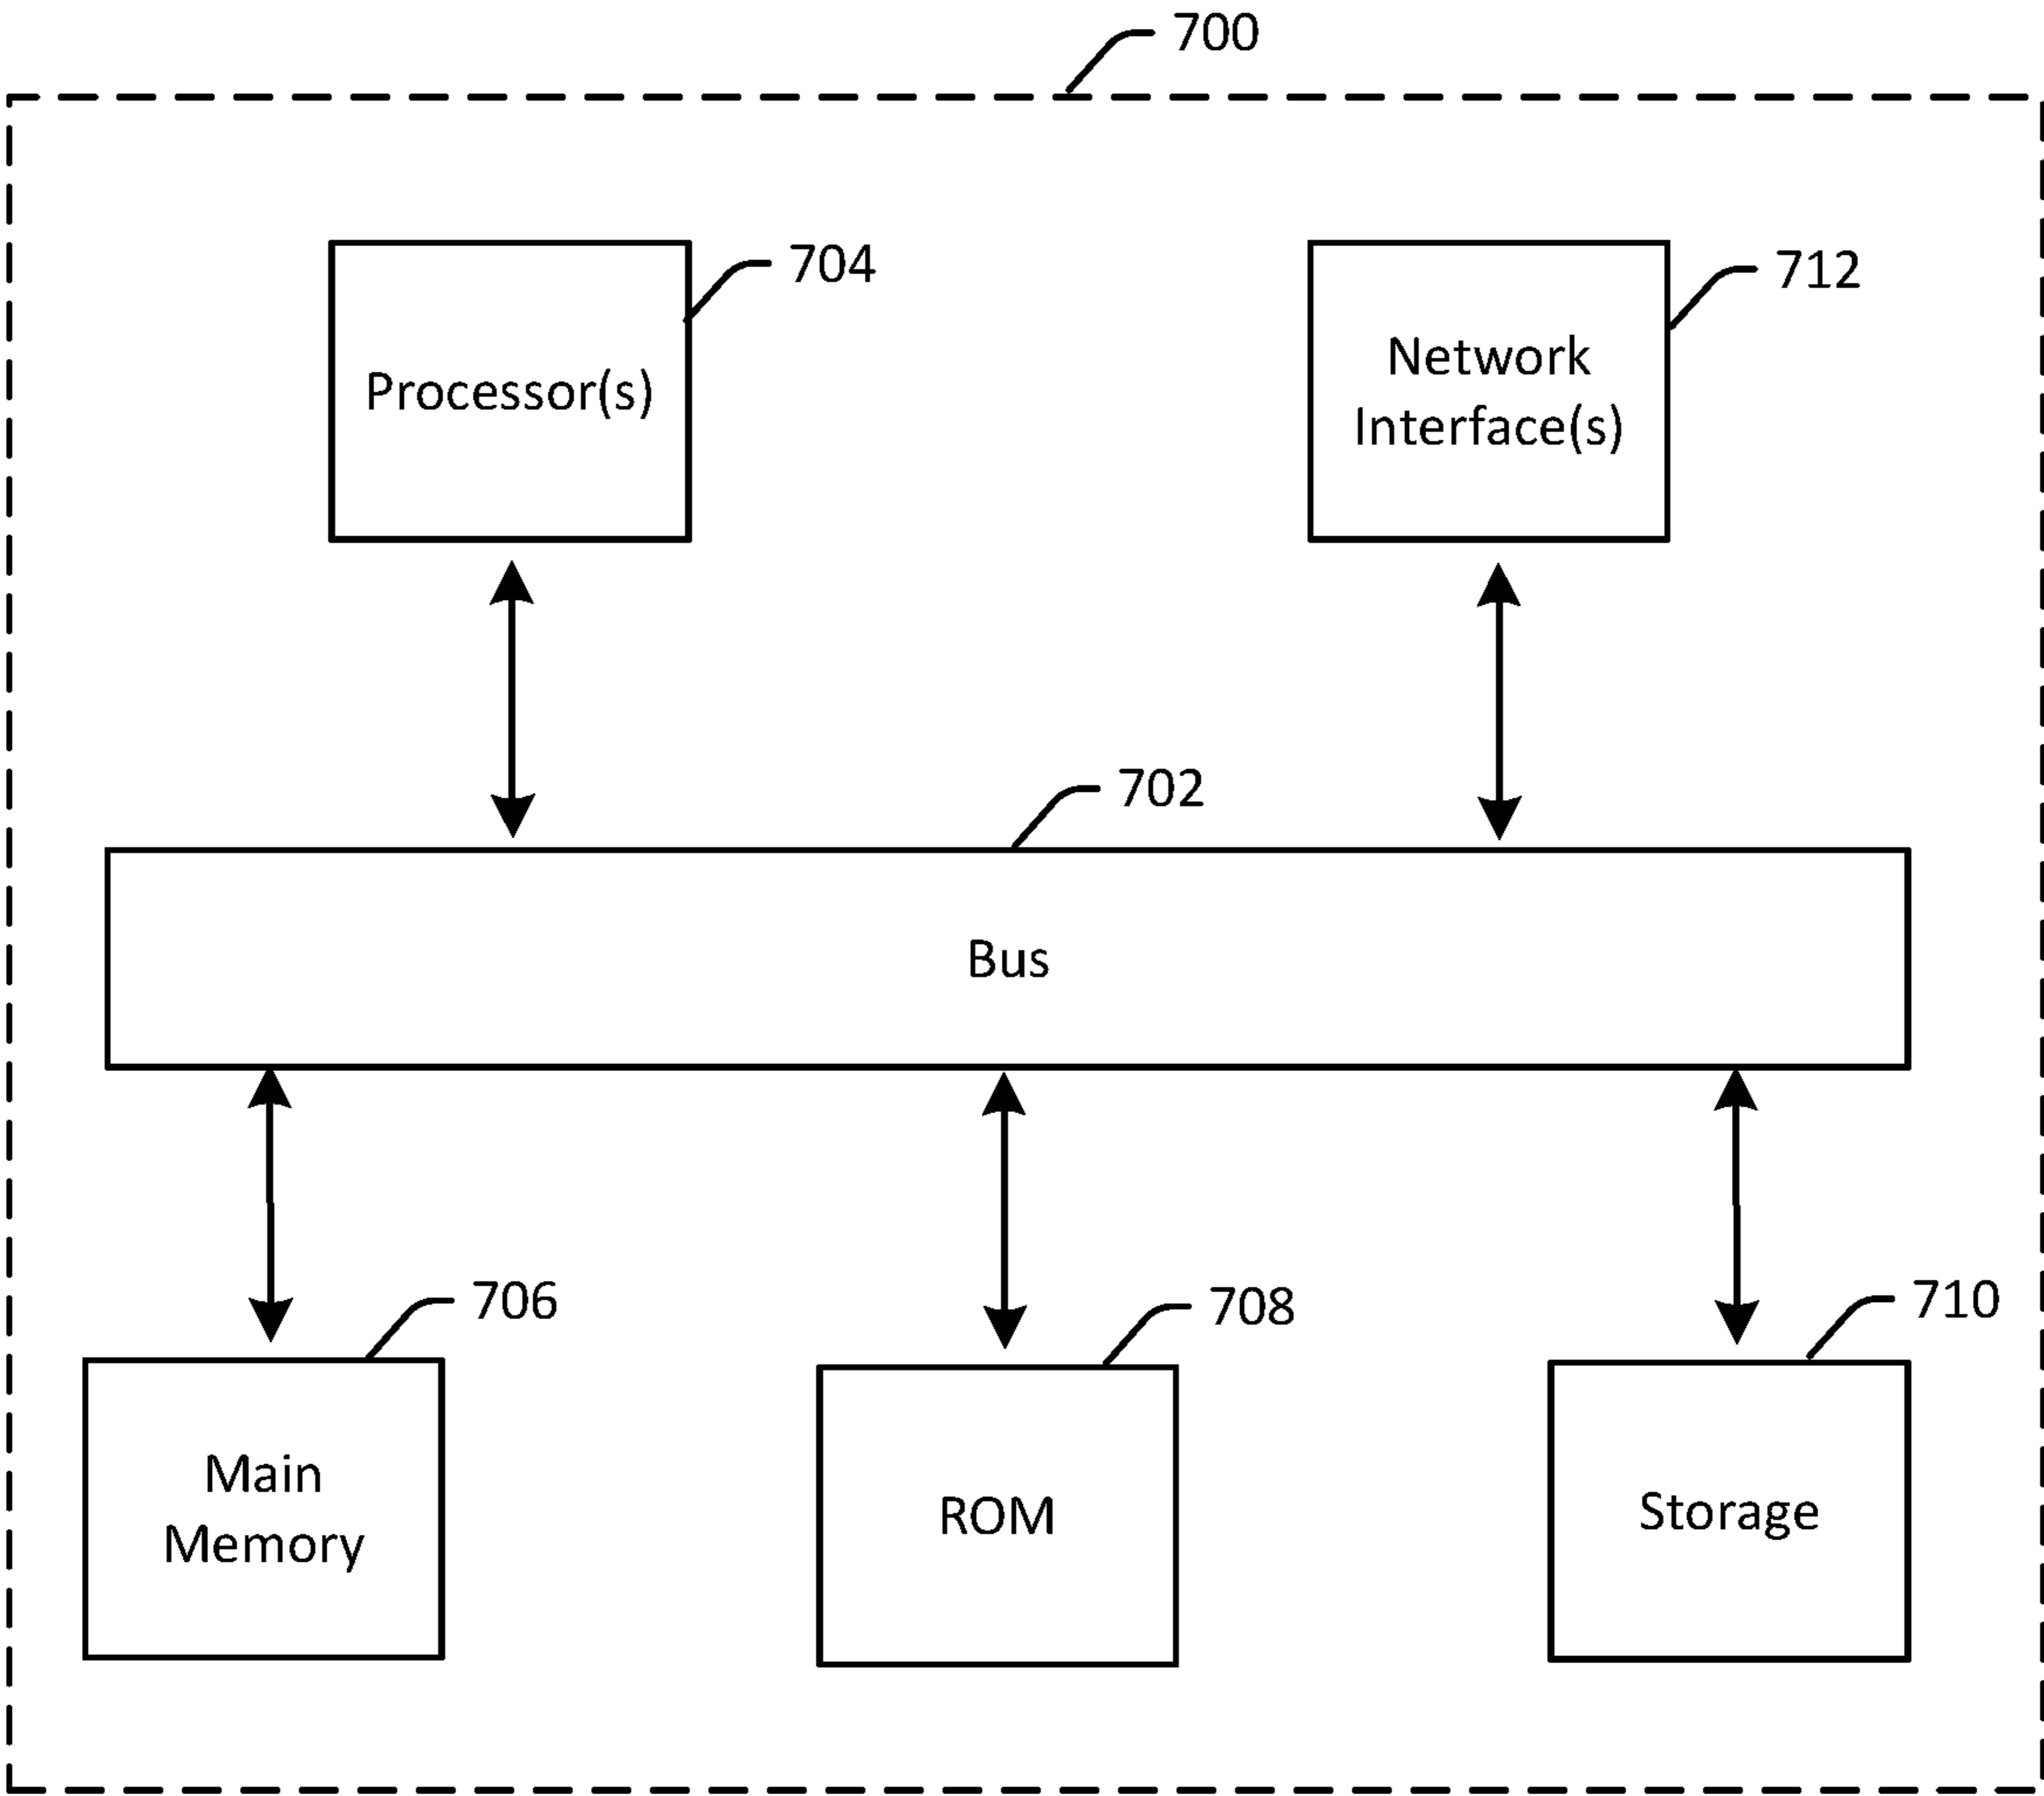 700
704
712
Processor(s)
Network
Interface(s)
702
Bus
706
708
710
Main
Memory
ROM
Storage